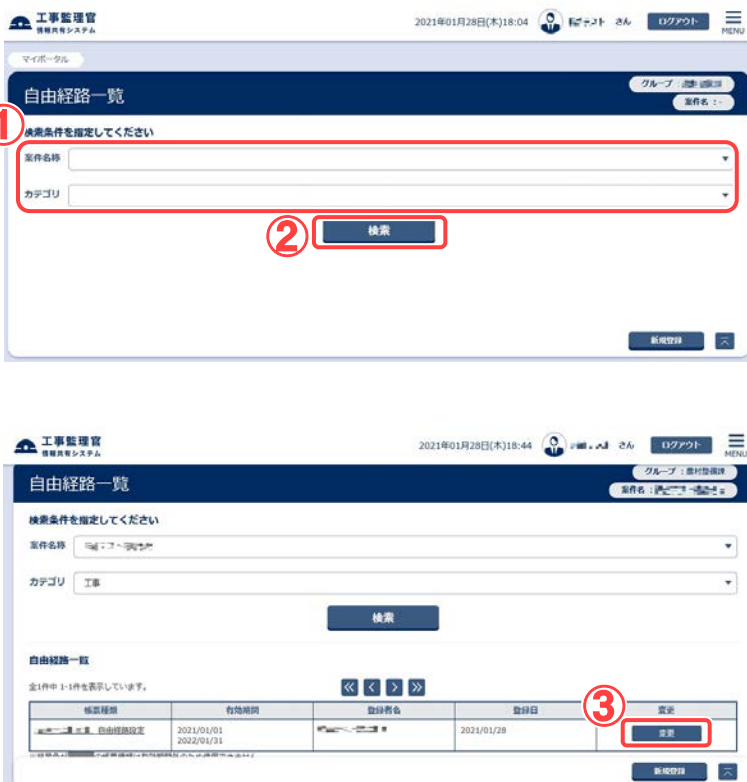 工事監理官
情報共有システム
2021年01月28日(木)18:04
さん
ログアウト
MENU
マイポータル
自由経路一覧
グループ
案件名：-
①
検索条件を指定してください
案件名称
カテゴリ
②
検索
新規登録
工事監理官
情報共有システム
2021年01月28日(木)18:44
さん
ログアウト
MENU
自由経路一覧
グループ：農村整備課
案件名：
検索条件を指定してください
案件名称
カテゴリ 工事
検索
自由経路一覧
全1件中 1-1件を表示しています。
帳票種類 有効期間 登録者名 登録日 変更
自由経路設定 2021/01/01 2021/01/28 変更
2022/01/31
③
新規登録